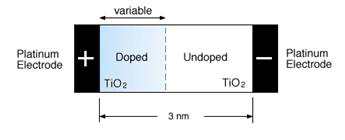 variable
Platinum
Electrode
+
Doped
Undoped
−
Platinum
Electrode
TiO₂
TiO₂
3 nm